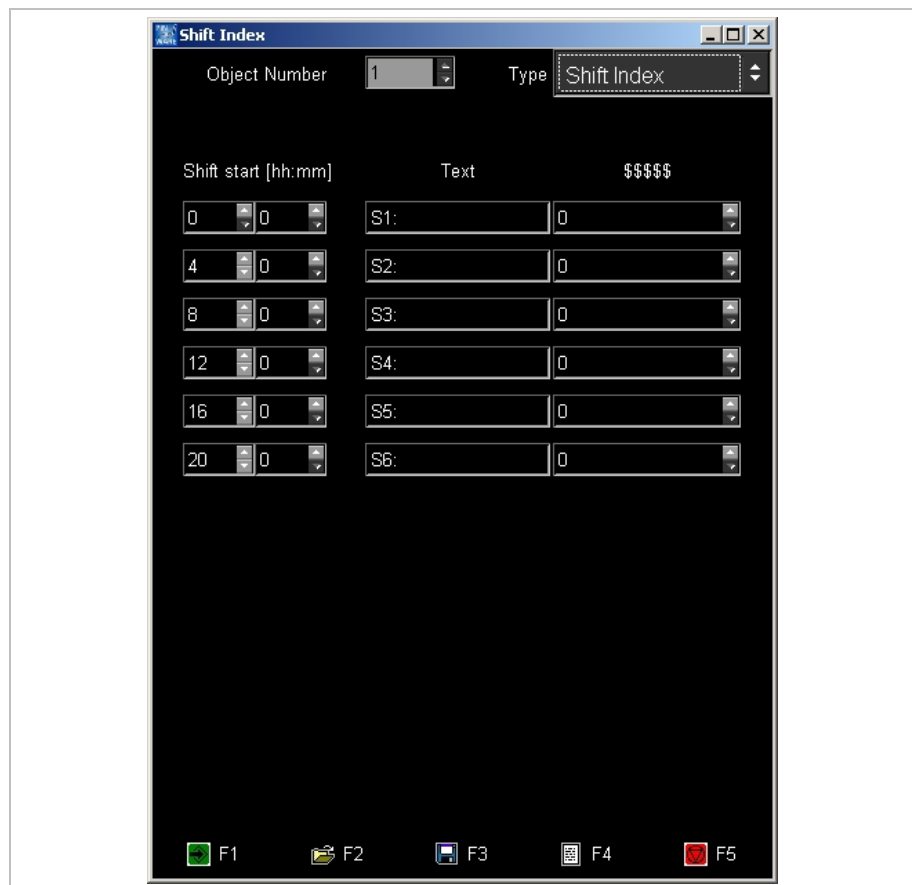 Shift Index
Object Number 1 Type Shift Index
Shift start [hh:mm] Text $$$$$
0 0 S1: 0
4 0 S2: 0
8 0 S3: 0
12 0 S4: 0
16 0 S5: 0
20 0 S6: 0
F1 F2 F3 F4 F5